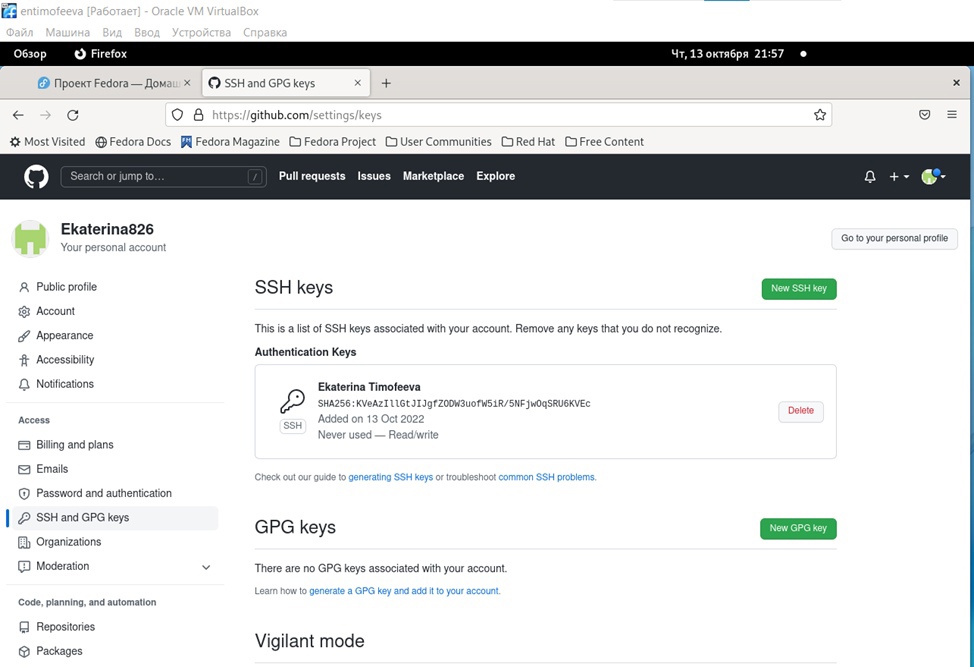 entimofeeva [Работает] - Oracle VM VirtualBox
Файл Машина Вид Ввод Устройства Справка
Обзор Firefox Чт, 13 октября 21:57
Проект Fedora — Домаш SSH and GPG keys
https://github.com/settings/keys
Most Visited Fedora Docs Fedora Magazine Fedora Project User Communities Red Hat Free Content
Search or jump to… / Pull requests Issues Marketplace Explore
Ekaterina826
Your personal account
Go to your personal profile
Public profile
Account
Appearance
Accessibility
Notifications
Access
Billing and plans
Emails
Password and authentication
SSH and GPG keys
Organizations
Moderation
Code, planning, and automation
Repositories
Packages
SSH keys
New SSH key
This is a list of SSH keys associated with your account. Remove any keys that you do not recognize.
Authentication Keys
Ekaterina Timofeeva
SHA256:KVeAzIllGtJIJgfZODW3uofW5iR/5NFjwOqSRU6KVEc
Added on 13 Oct 2022
Never used — Read/write
SSH
Delete
Check out our guide to generating SSH keys or troubleshoot common SSH problems.
GPG keys
New GPG key
There are no GPG keys associated with your account.
Learn how to generate a GPG key and add it to your account.
Vigilant mode